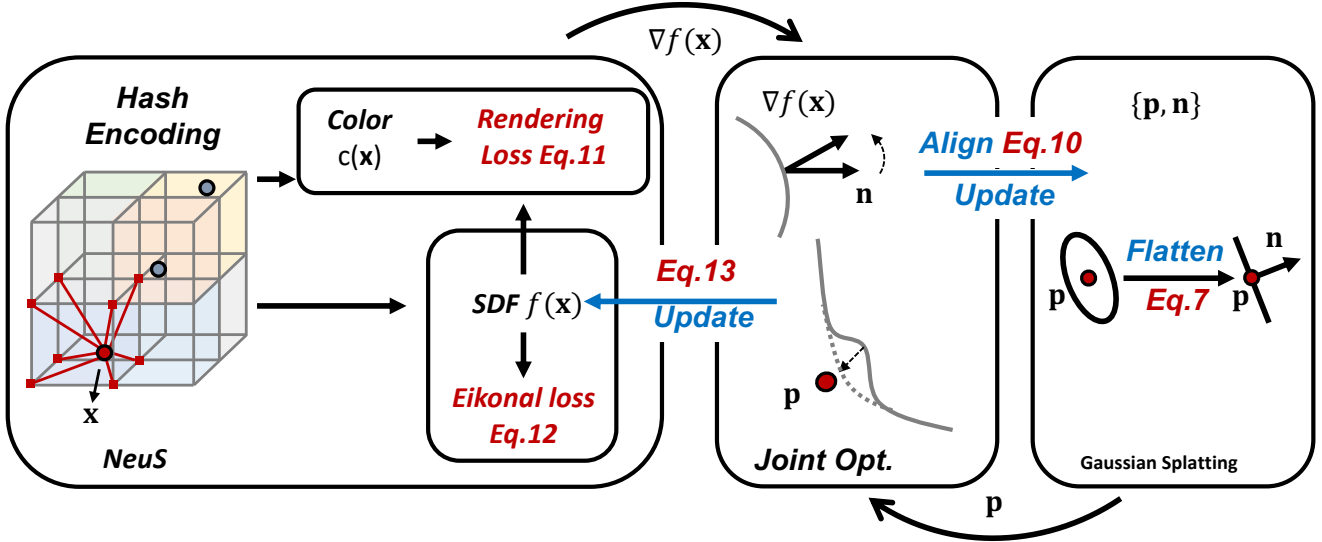 ∇f(𝐱)
Hash
Encoding
Color
c(𝐱)
Rendering
Loss Eq.11
SDF f(𝐱)
Eikonal loss
Eq.12
𝐱
NeuS
Eq.13
Update
∇f(𝐱)
𝐧
𝐩
Joint Opt.
Align Eq.10
Update
{𝐩, 𝐧}
𝐩
Flatten
Eq.7
𝐩
𝐧
Gaussian Splatting
𝐩